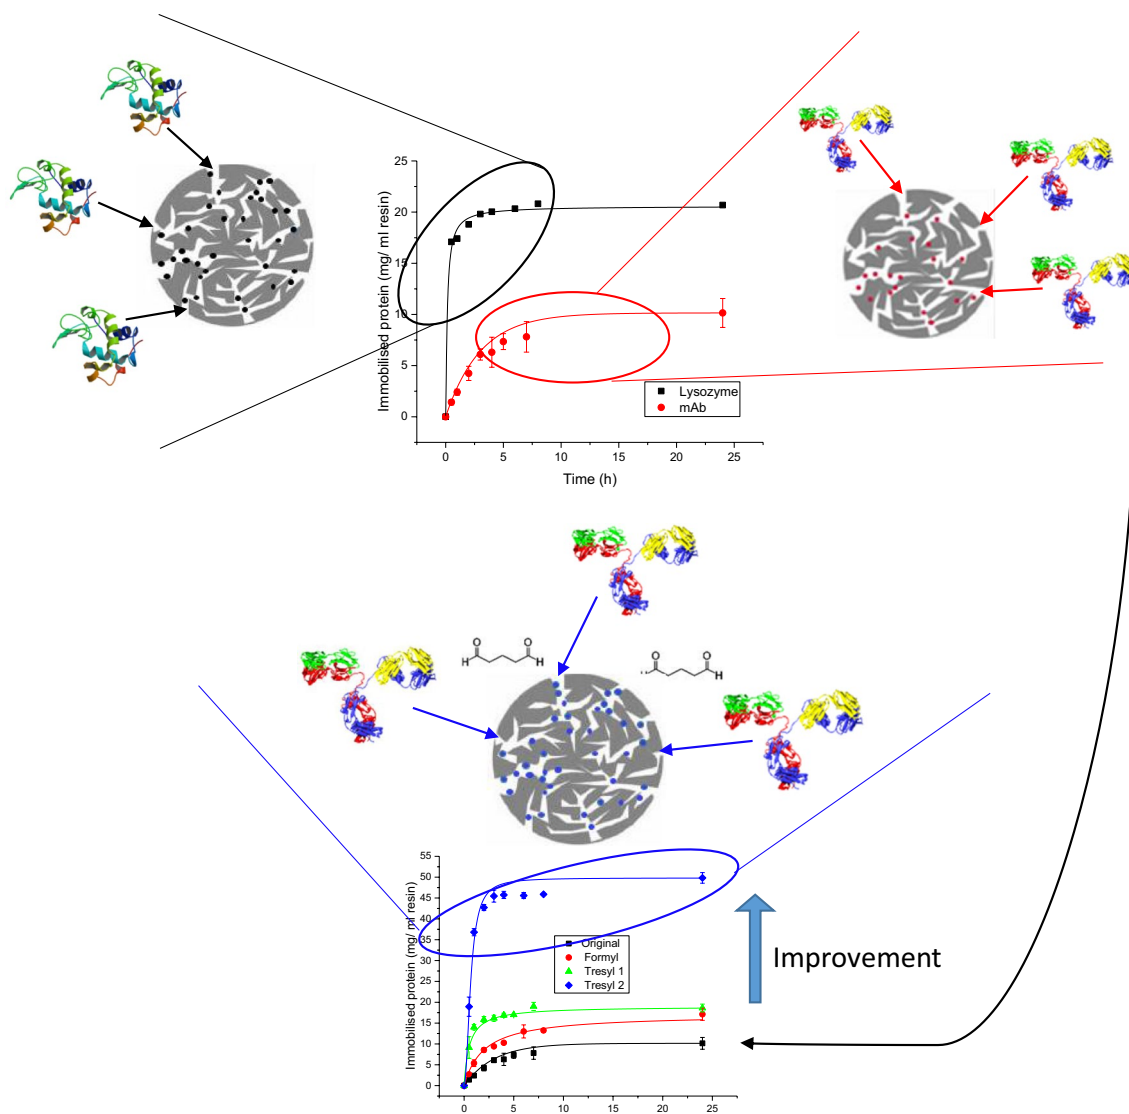 25
20
15
10
5
0
Immobilised protein (mg/ ml resin)
Lysozyme
mAb
0 5 10 15 20 25
Time (h)
O O
H H
O O
H
55
50
45
40
35
30
25
20
15
10
5
0
Immobilised protein (mg/ ml resin)
Original
Formyl
Tresyl 1
Tresyl 2
Improvement
0 5 10 15 20 25